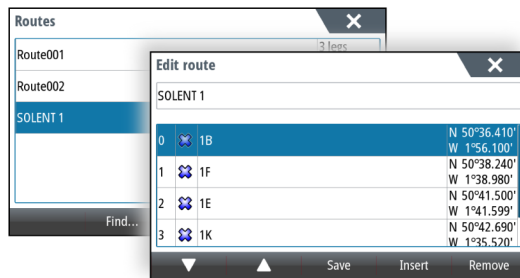 Routes
Route001 3 legs
Route002
SOLENT 1
Find...
Edit route
SOLENT 1
0 1B N 50°36.410'
W 1°56.100'
1 1F N 50°38.240'
W 1°38.980'
2 1E N 50°41.500'
W 1°41.599'
3 1K N 50°42.690'
W 1°35.520'
Save Insert Remove